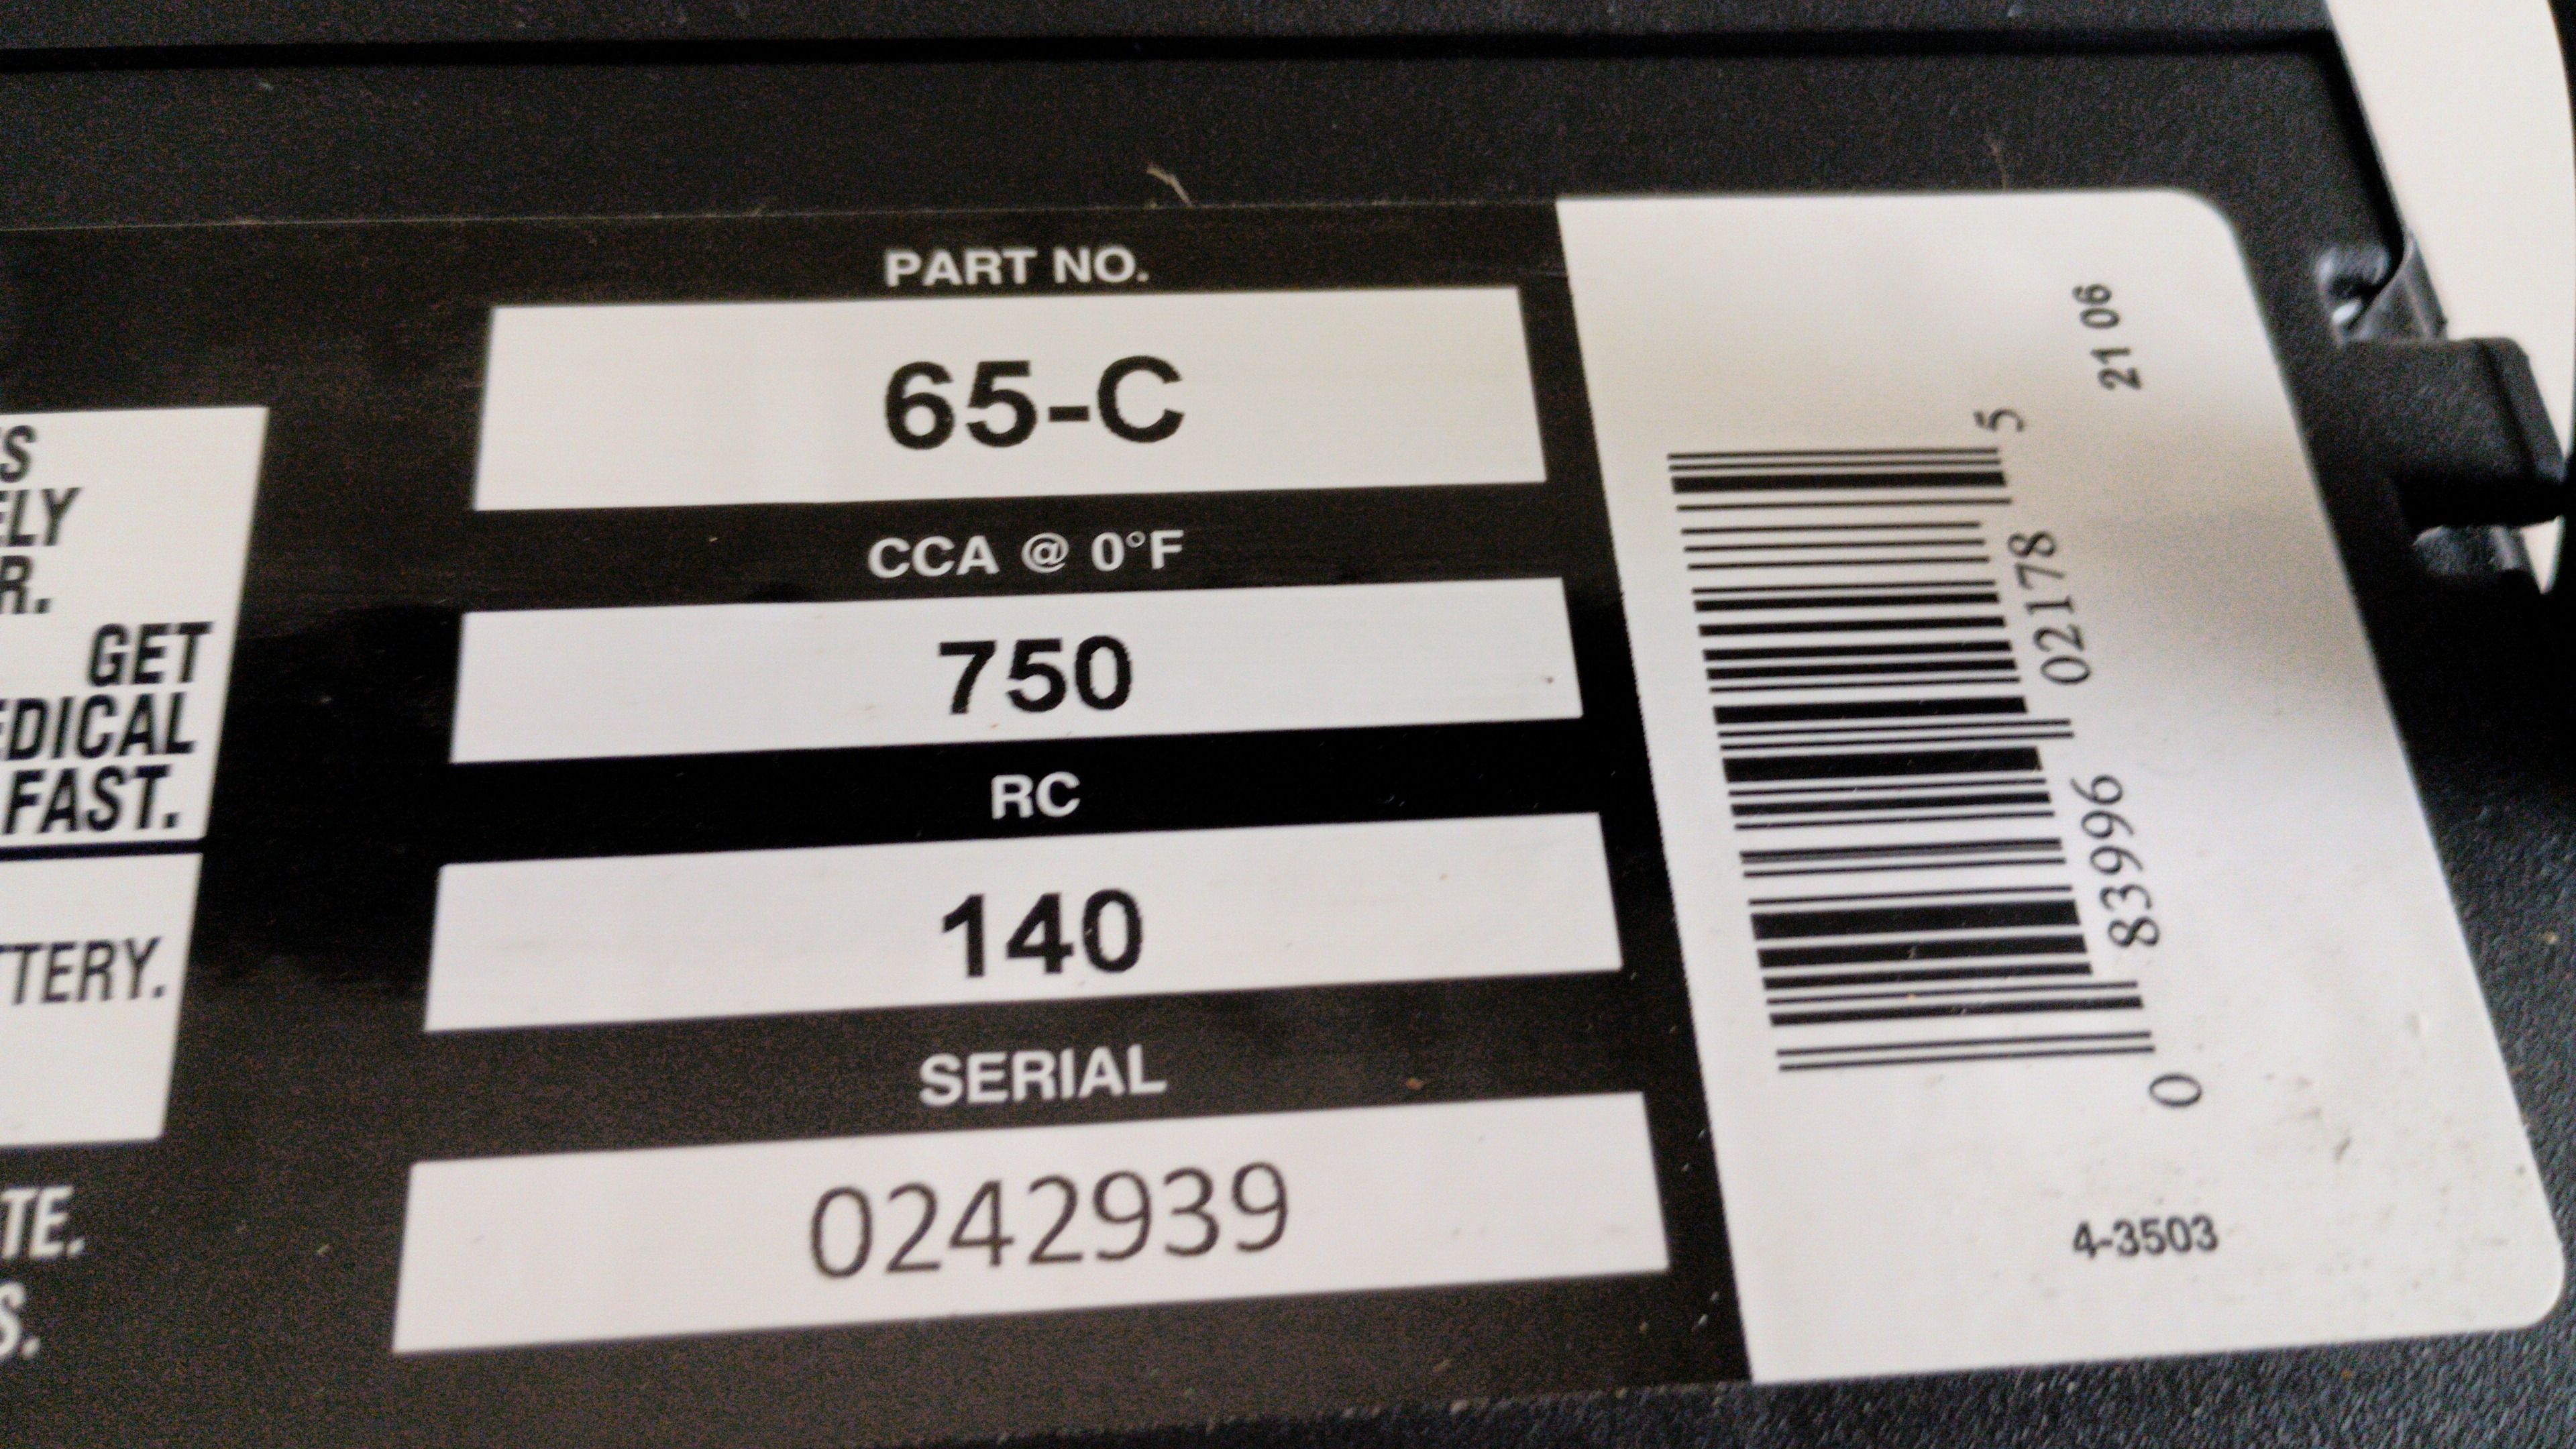 S
ELY
R.
GET
EDICAL
FAST.
TTERY.
TE.
S.
PART NO.
65-C
CCA @ 0°F
750
RC
140
SERIAL
0242939
0 83996 02178 5
21 06
4-3503